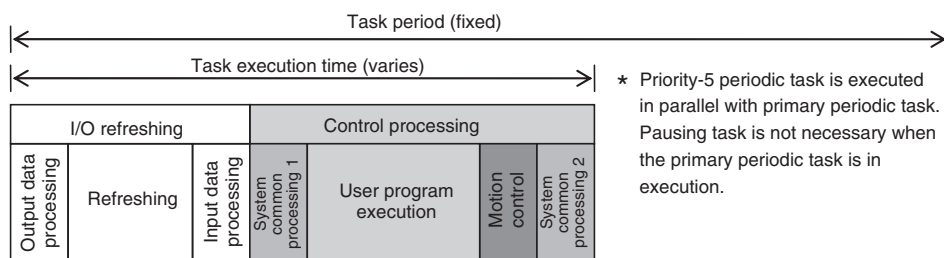 Task period (fixed)
Task execution time (varies)
* Priority-5 periodic task is executed
in parallel with primary periodic task.
Pausing task is not necessary when
the primary periodic task is in
execution.
I/O refreshing
Control processing
Output data
processing
Refreshing
Input data
processing
System
common
processing 1
User program
execution
Motion
control
System
common
processing 2